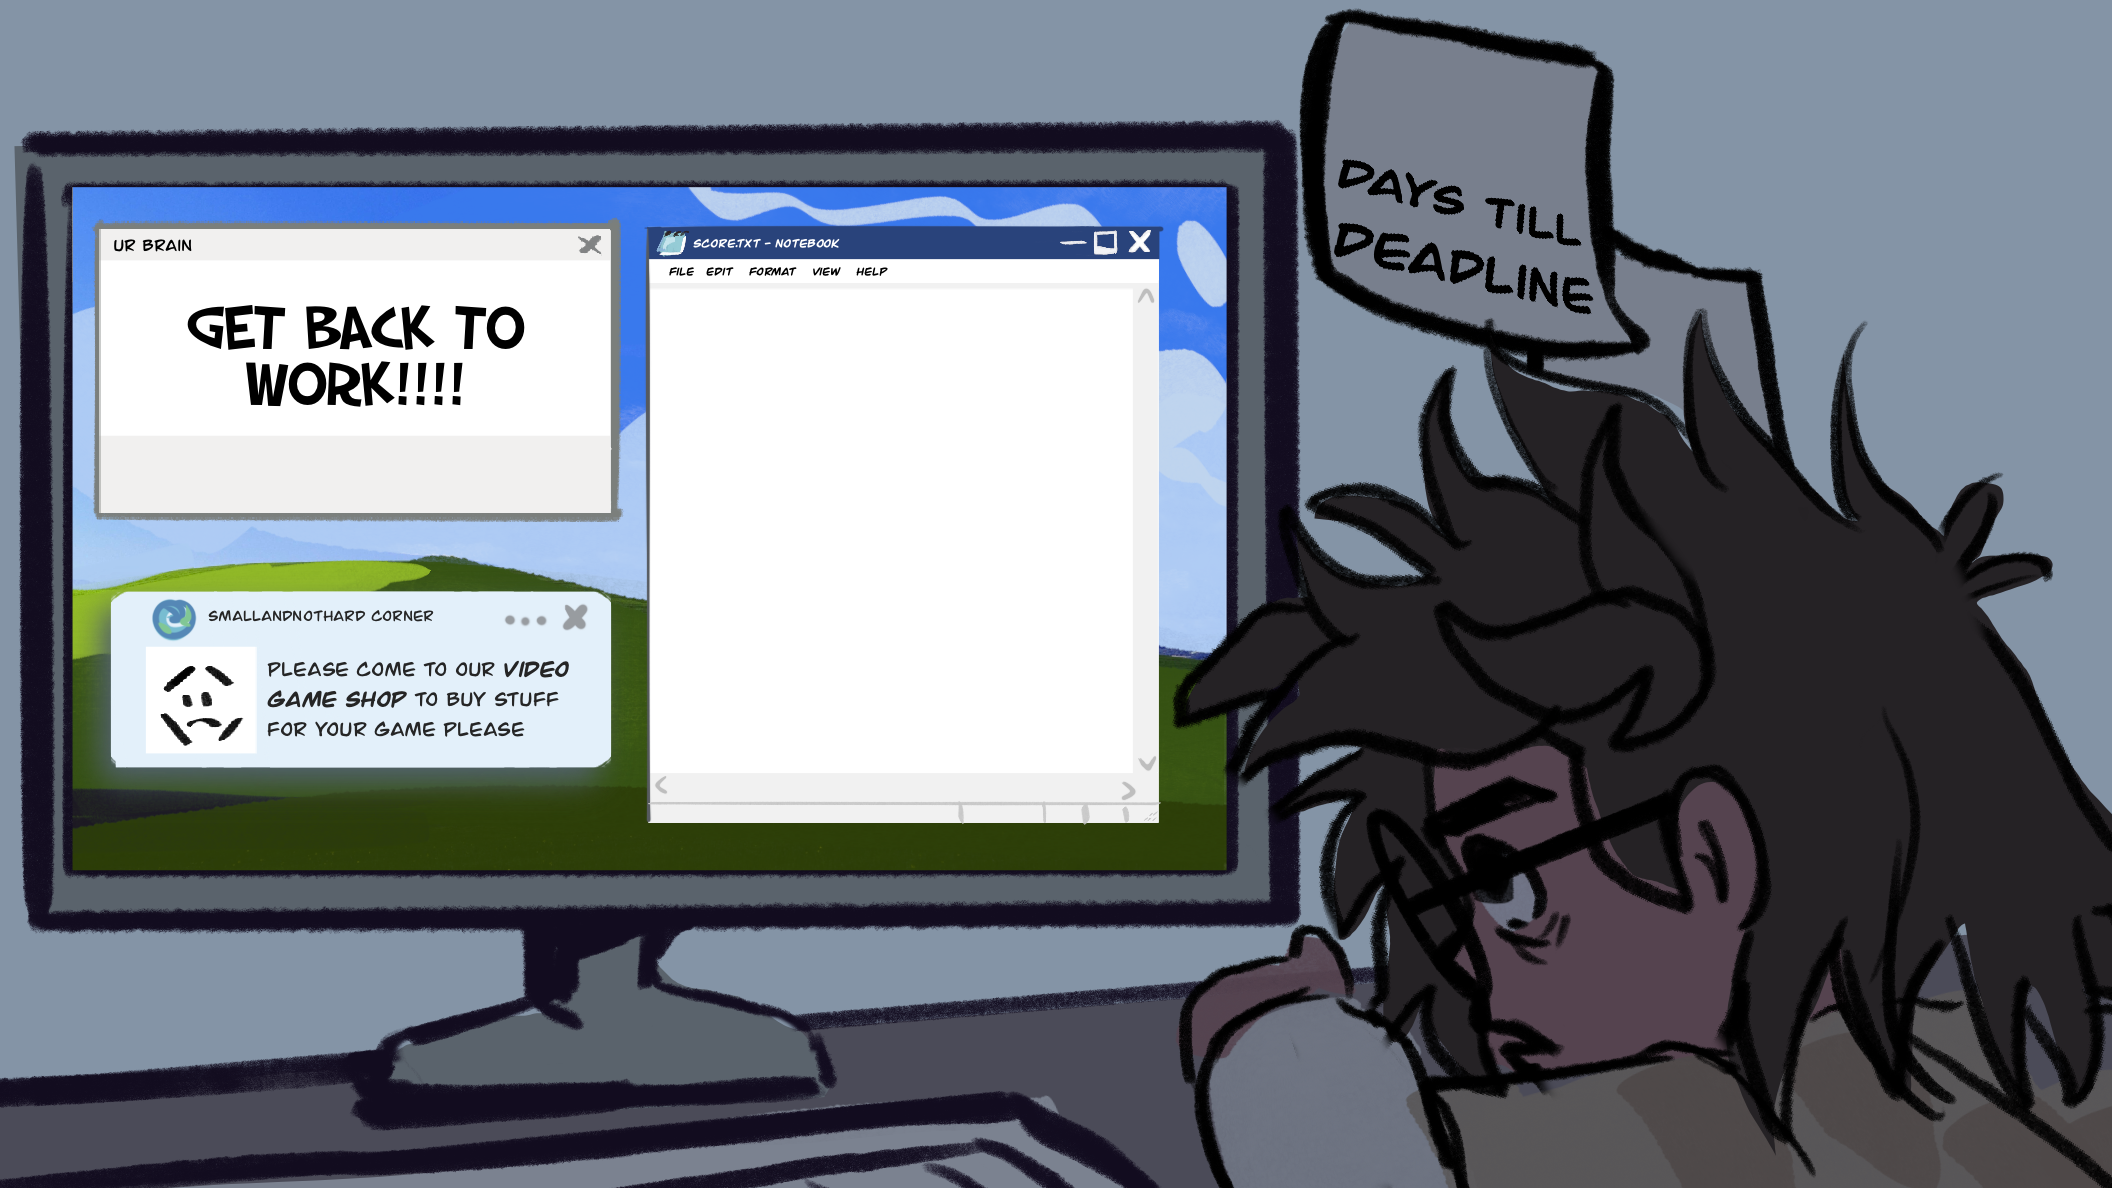 UR BRAIN
GET BACK TO
WORK!!!!
SCORE.TXT - NOTEBOOK
FILE EDIT FORMAT VIEW HELP
SMALLANDNOTHARD CORNER
PLEASE COME TO OUR VIDEO
GAME SHOP TO BUY STUFF
FOR YOUR GAME PLEASE
DAYS TILL
DEADLINE